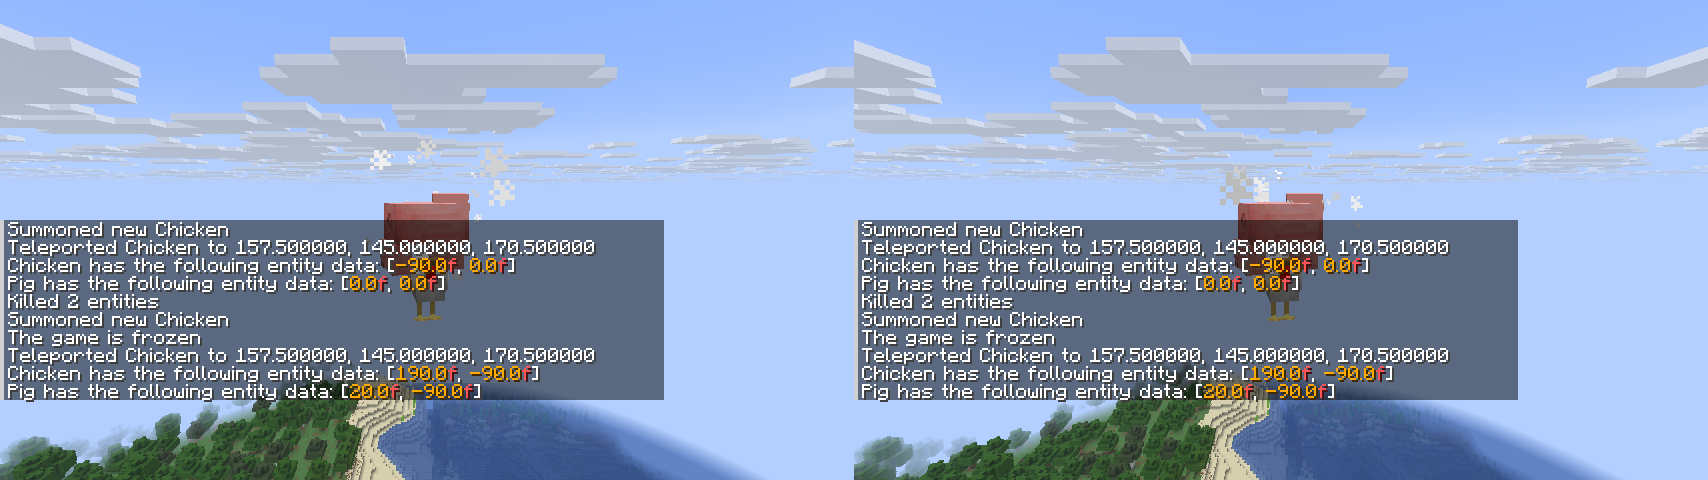 Summoned new Chicken
Teleported Chicken to 157.500000, 145.000000, 170.500000
Chicken has the following entity data: [-90.0f, 0.0f]
Pig has the following entity data: [0.0f, 0.0f]
Killed 2 entities
Summoned new Chicken
The game is frozen
Teleported Chicken to 157.500000, 145.000000, 170.500000
Chicken has the following entity data: [190.0f, -90.0f]
Pig has the following entity data: [20.0f, -90.0f]
Summoned new Chicken
Teleported Chicken to 157.500000, 145.000000, 170.500000
Chicken has the following entity data: [-90.0f, 0.0f]
Pig has the following entity data: [0.0f, 0.0f]
Killed 2 entities
Summoned new Chicken
The game is frozen
Teleported Chicken to 157.500000, 145.000000, 170.500000
Chicken has the following entity data: [190.0f, -90.0f]
Pig has the following entity data: [20.0f, -90.0f]